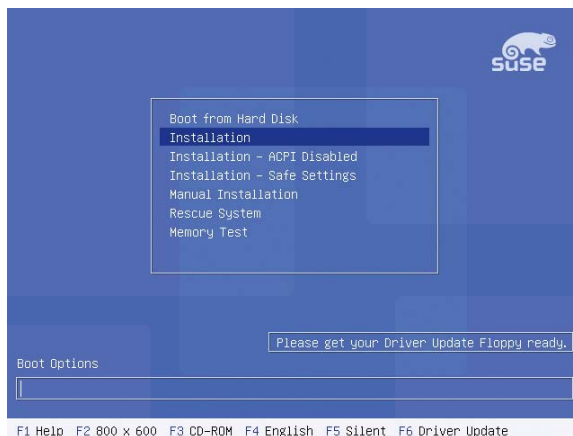 SUSE
Boot from Hard Disk
Installation
Installation - ACPI Disabled
Installation - Safe Settings
Manual Installation
Rescue System
Memory Test
Please get your Driver Update Floppy ready.
Boot Options
F1 Help F2 800 x 600 F3 CD-ROM F4 English F5 Silent F6 Driver Update